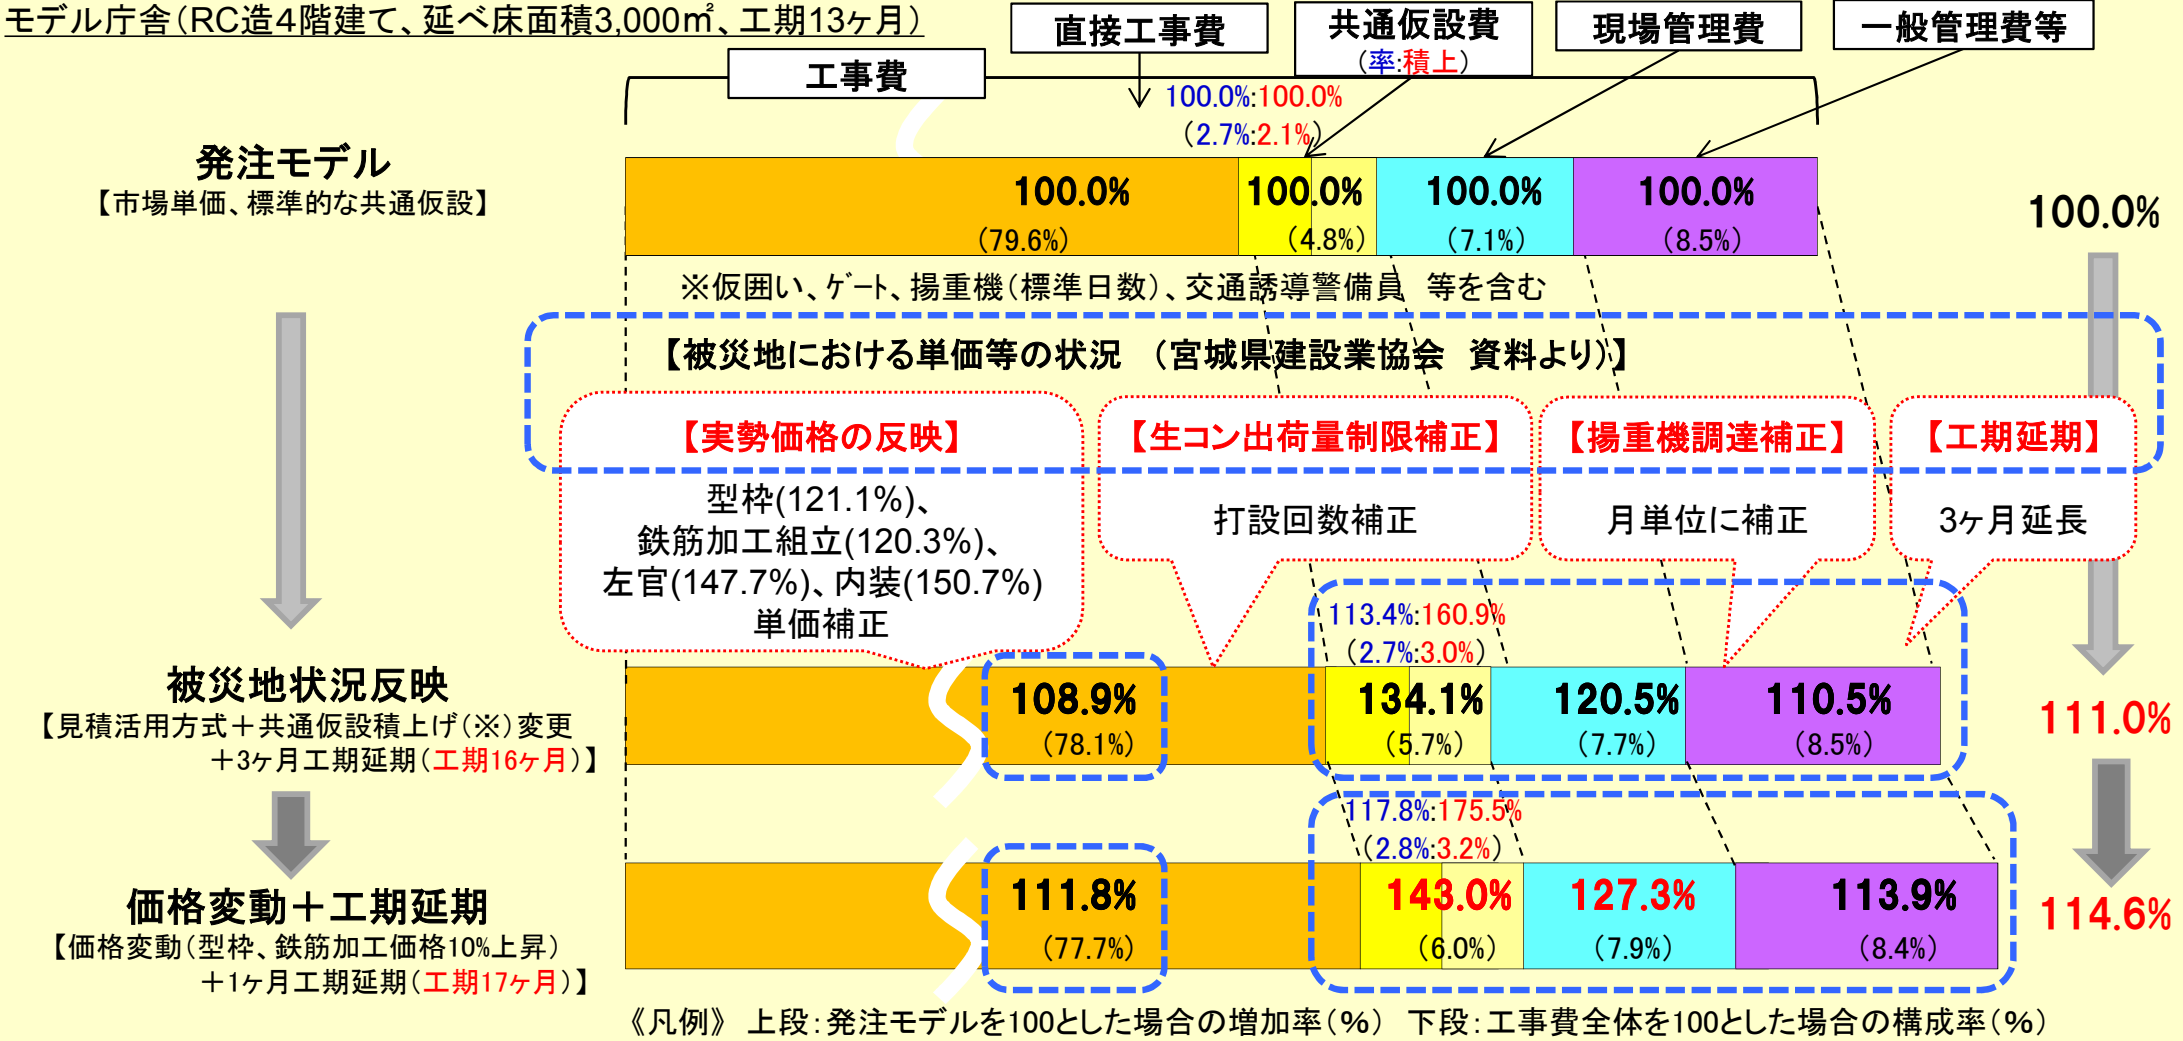 モデル庁舎（RC造4階建て、延べ床面積3,000㎡、工期13ヶ月）
直接工事費
共通仮設費
（率:積上）
現場管理費
一般管理費等
工事費
100.0%:100.0%
（2.7%:2.1%）
発注モデル
【市場単価、標準的な共通仮設】
100.0%
（79.6%）
100.0%
（4.8%）
100.0%
（7.1%）
100.0%
（8.5%）
100.0%
※仮囲い、ゲート、揚重機（標準日数）、交通誘導警備員　等を含む
【被災地における単価等の状況　（宮城県建設業協会　資料より）】
【実勢価格の反映】
型枠(121.1%)、
鉄筋加工組立(120.3%)、
左官(147.7%)、内装(150.7%)
単価補正
【生コン出荷量制限補正】
打設回数補正
【揚重機調達補正】
月単位に補正
【工期延期】
3ヶ月延長
113.4%:160.9%
（2.7%:3.0%）
被災地状況反映
【見積活用方式＋共通仮設積上げ（※）変更
＋3ヶ月工期延期（工期16ヶ月）】
108.9%
（78.1%）
134.1%
（5.7%）
120.5%
（7.7%）
110.5%
（8.5%）
111.0%
117.8%:175.5%
（2.8%:3.2%）
価格変動＋工期延期
【価格変動（型枠、鉄筋加工価格10%上昇）
＋1ヶ月工期延期（工期17ヶ月）】
111.8%
（77.7%）
143.0%
（6.0%）
127.3%
（7.9%）
113.9%
（8.4%）
114.6%
《凡例》 上段：発注モデルを100とした場合の増加率（％） 下段：工事費全体を100とした場合の構成率（％）